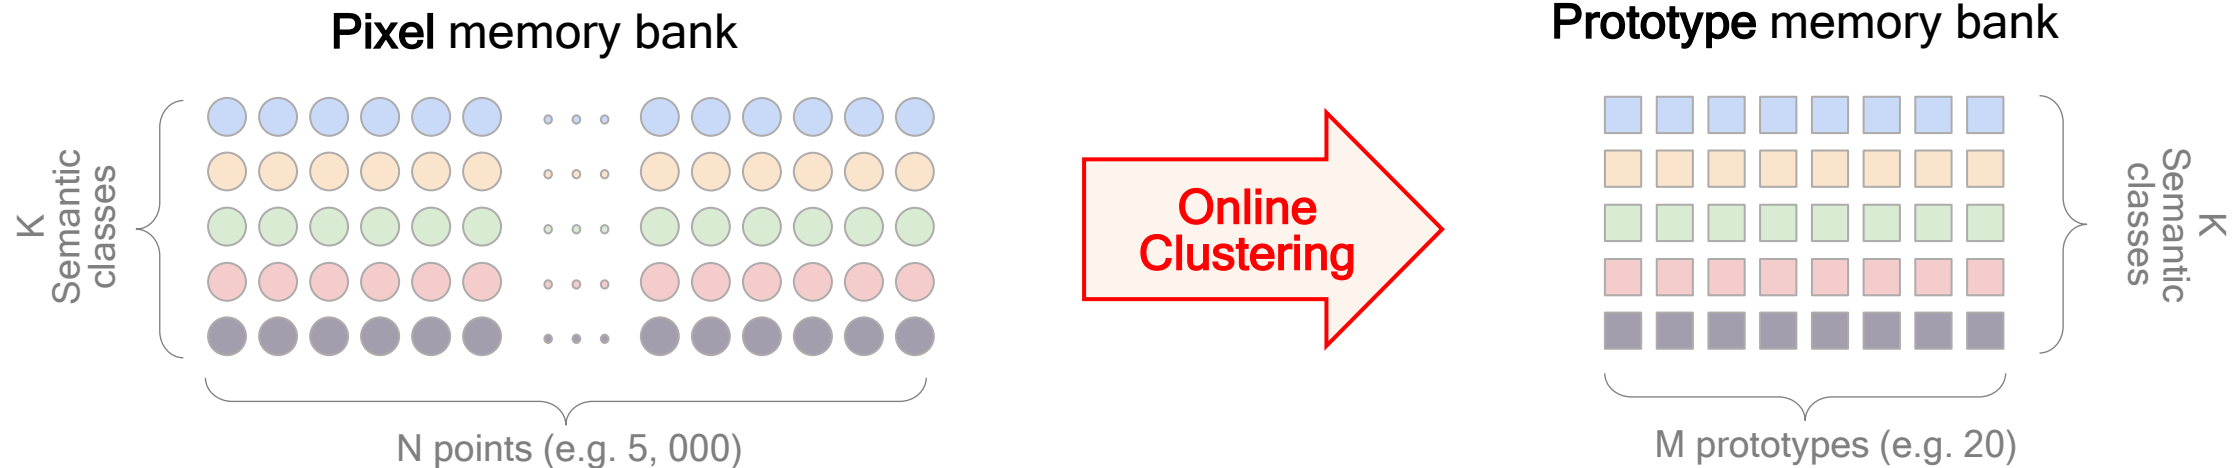 Pixel memory bank
Prototype memory bank
K
Semantic
classes
Online
Clustering
K
Semantic
classes
N points (e.g. 5, 000)
M prototypes (e.g. 20)